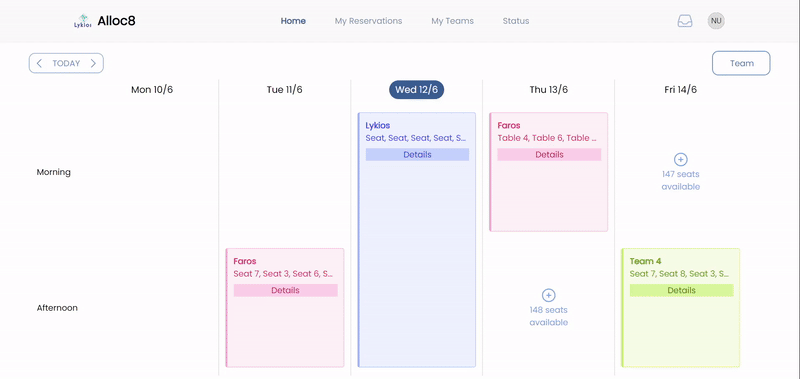 Lykios Alloc8 Home My Reservations My Teams Status NU
TODAY Team
Mon 10/6 Tue 11/6 Wed 12/6 Thu 13/6 Fri 14/6
Morning
Lykios
Seat, Seat, Seat, Seat, S...
Details
Faros
Table 4, Table 6, Table ...
Details
147 seats
available
Afternoon
Faros
Seat 7, Seat 3, Seat 6, S...
Details
148 seats
available
Team 4
Seat 7, Seat 8, Seat 3, S...
Details